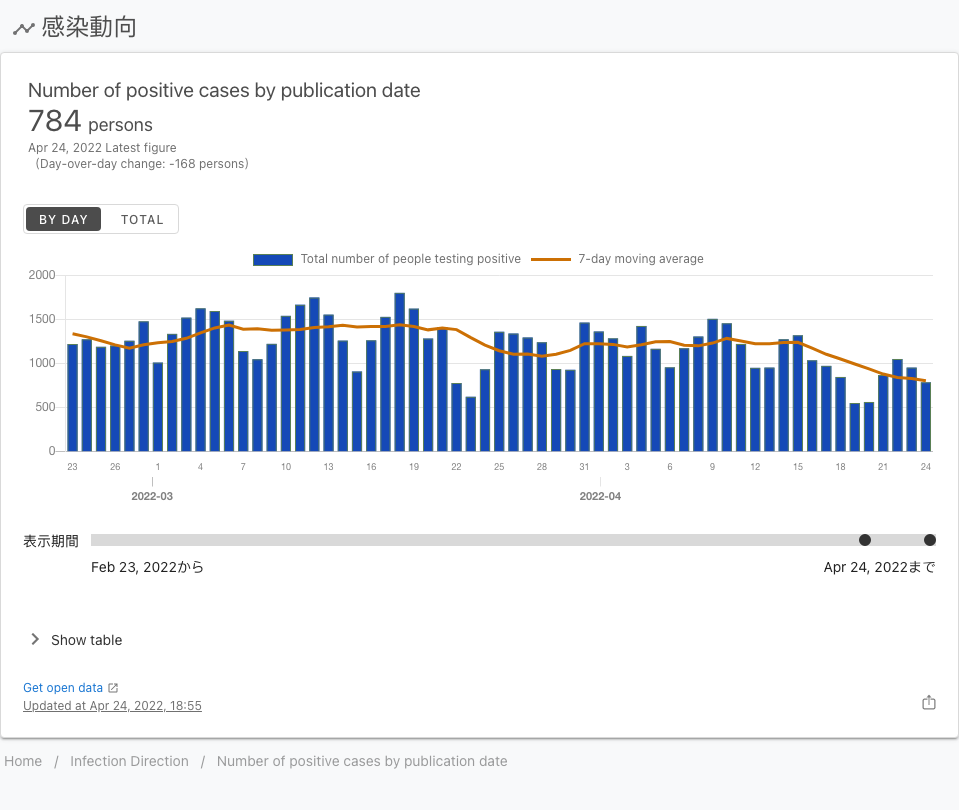 感染動向
Number of positive cases by publication date
784 persons
Apr 24, 2022 Latest figure
（Day-over-day change: -168 persons）
BY DAY TOTAL
Total number of people testing positive 7-day moving average
2000
1500
1000
500
0
23 26 1 4 7 10 13 16 19 22 25 28 31 3 6 9 12 15 18 21 24
2022-03 2022-04
表示期間
Feb 23, 2022から Apr 24, 2022まで
Show table
Get open data
Updated at Apr 24, 2022, 18:55
Home / Infection Direction / Number of positive cases by publication date